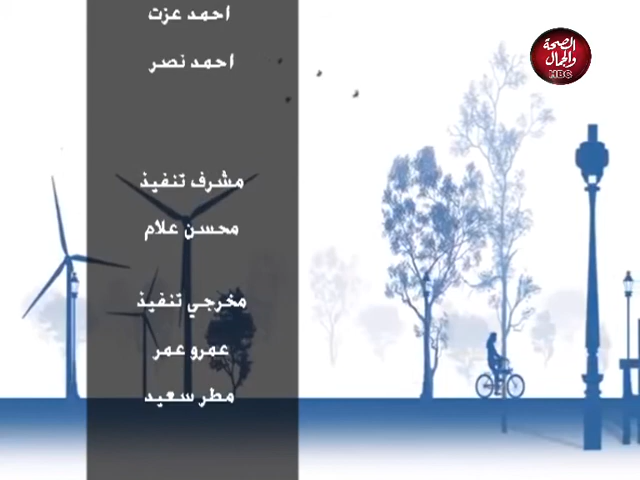 احمد عزت
احمد نصر
مشرف تنفيذ
محسن علام
مخرجي تنفيذ
عمرو عمر
مطر سعيد
الصحة
والجمال
HBC